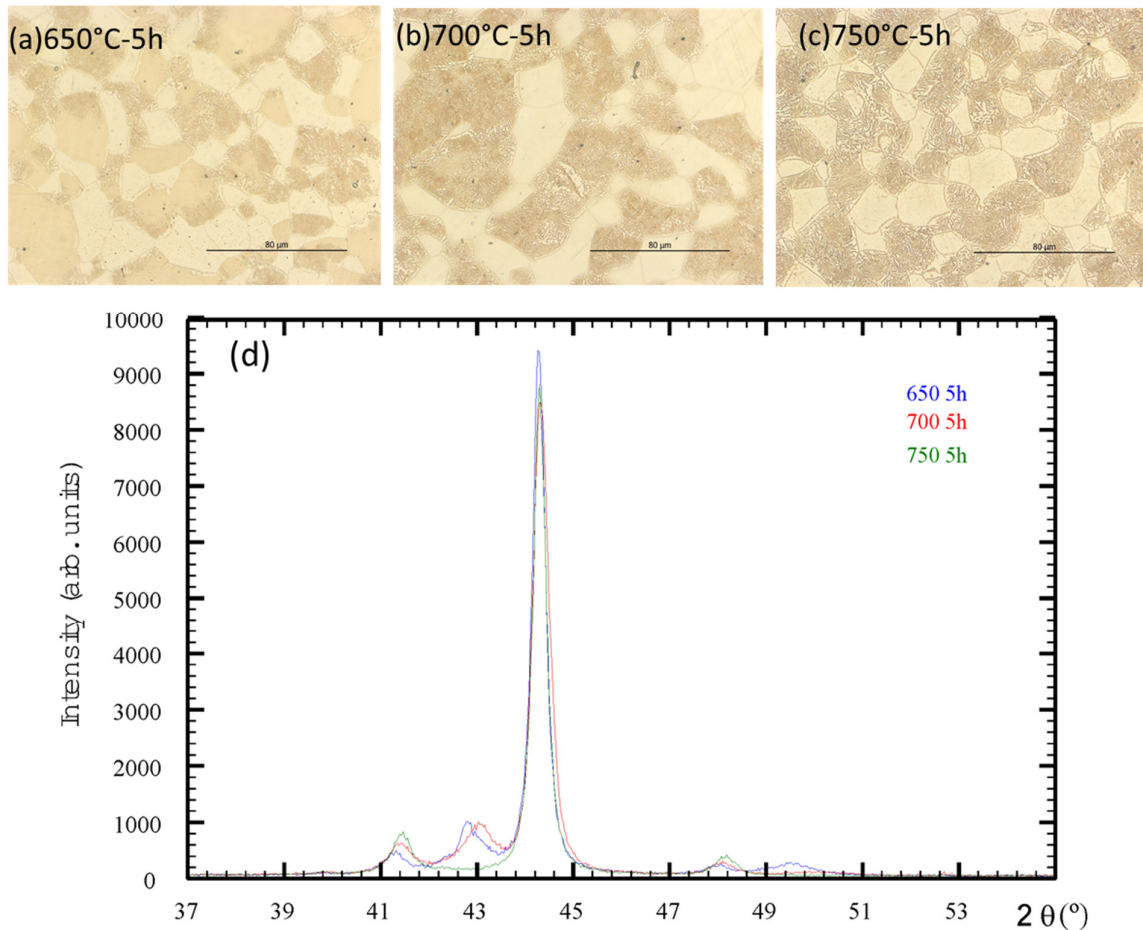 (a)650°C-5h
(b)700°C-5h
(c)750°C-5h
80 μm
80 μm
80 μm
10000
(d)
9000
650 5h
8000
700 5h
750 5h
7000
6000
Intensity (arb.units)
5000
4000
3000
2000
1000
0
37 39 41 43 45 47 49 51 53 2 θ(º)